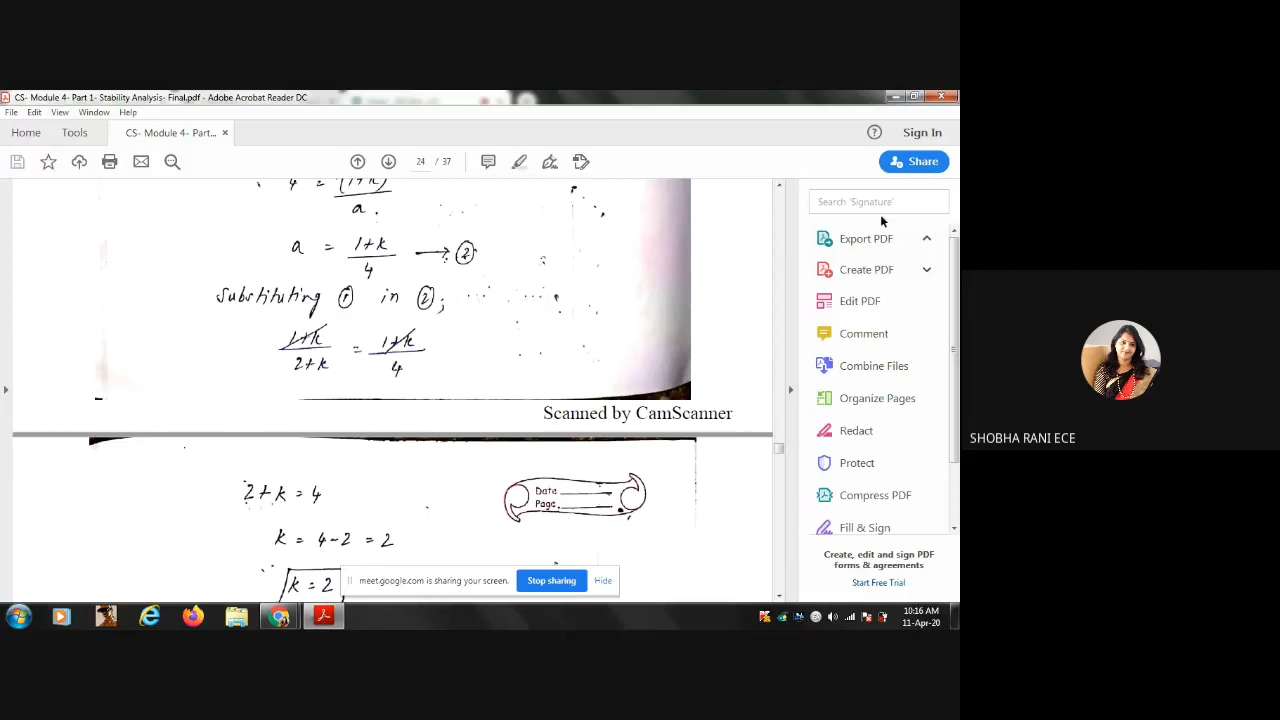 CS- Module 4- Part 1- Stability Analysis- Final.pdf - Adobe Acrobat Reader DC
File Edit View Window Help
Home Tools CS- Module 4- Part... × Sign In
24 / 37 Share
4 = (1+k)
a.
a = 1+k → ②
4
Substituting ① in ②;
1+k = 1+k
2+k 4
Scanned by CamScanner
2+k = 4
Date
Page
k = 4-2 = 2
∴ k = 2
Search 'Signature'
Export PDF
Create PDF
Edit PDF
Comment
Combine Files
Organize Pages
Redact
Protect
Compress PDF
Fill & Sign
Create, edit and sign PDF
forms & agreements
Start Free Trial
meet.google.com is sharing your screen. Stop sharing Hide
10:16 AM
11-Apr-20
SHOBHA RANI ECE